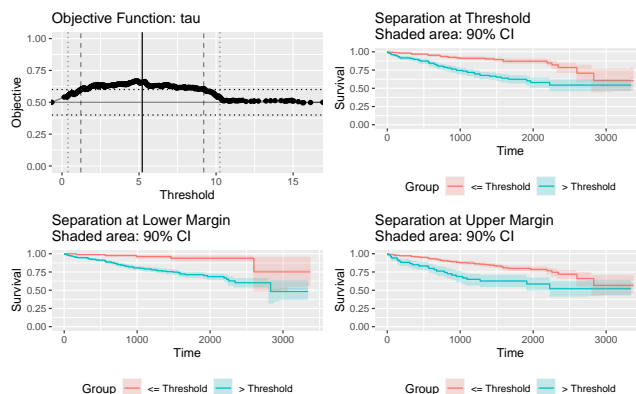 Objective Function: tau
1.00
0.75
0.50
0.25
0.00
Objective
0
5
10
15
Threshold
Separation at Threshold
Shaded area: 90% CI
1.00
0.75
0.50
0.25
0.00
Survival
0
1000
2000
3000
Time
Group <= Threshold > Threshold
Separation at Lower Margin
Shaded area: 90% CI
1.00
0.75
0.50
0.25
0.00
Survival
0
1000
2000
3000
Time
Group <= Threshold > Threshold
Separation at Upper Margin
Shaded area: 90% CI
1.00
0.75
0.50
0.25
0.00
Survival
0
1000
2000
3000
Time
Group <= Threshold > Threshold